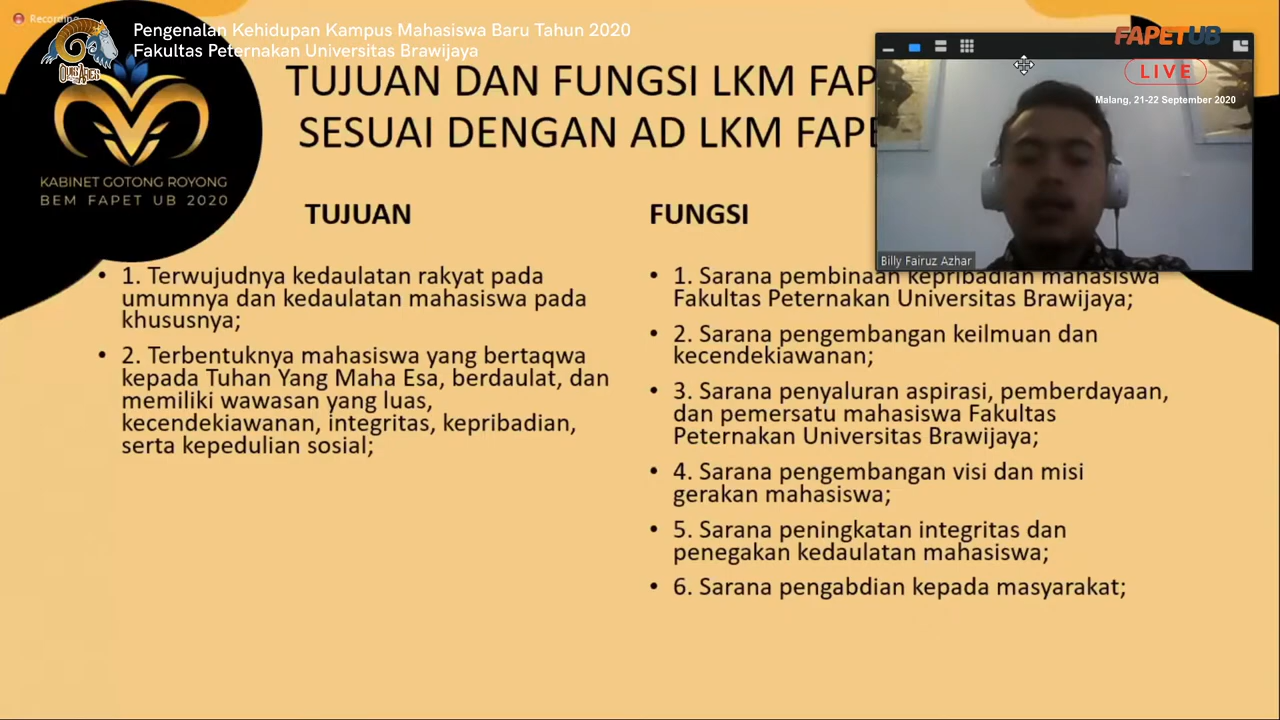 Recording
Pengenalan Kehidupan Kampus Mahasiswa Baru Tahun 2020
Fakultas Peternakan Universitas Brawijaya
FAPETUB
LIVE
Malang, 21-22 September 2020
TUJUAN DAN FUNGSI LKM FAP
SESUAI DENGAN AD LKM FAPE
KABINET GOTONG ROYONG
BEM FAPET UB 2020
Billy Fairuz Azhar
TUJUAN
• 1. Terwujudnya kedaulatan rakyat pada
umumnya dan kedaulatan mahasiswa pada
khususnya;
• 2. Terbentuknya mahasiswa yang bertaqwa
kepada Tuhan Yang Maha Esa, berdaulat, dan
memiliki wawasan yang luas,
kecendekiawanan, integritas, kepribadian,
serta kepedulian sosial;
FUNGSI
• 1. Sarana pembinaan kepribadian mahasiswa
Fakultas Peternakan Universitas Brawijaya;
• 2. Sarana pengembangan keilmuan dan
kecendekiawanan;
• 3. Sarana penyaluran aspirasi, pemberdayaan,
dan pemersatu mahasiswa Fakultas
Peternakan Universitas Brawijaya;
• 4. Sarana pengembangan visi dan misi
gerakan mahasiswa;
• 5. Sarana peningkatan integritas dan
penegakan kedaulatan mahasiswa;
• 6. Sarana pengabdian kepada masyarakat;